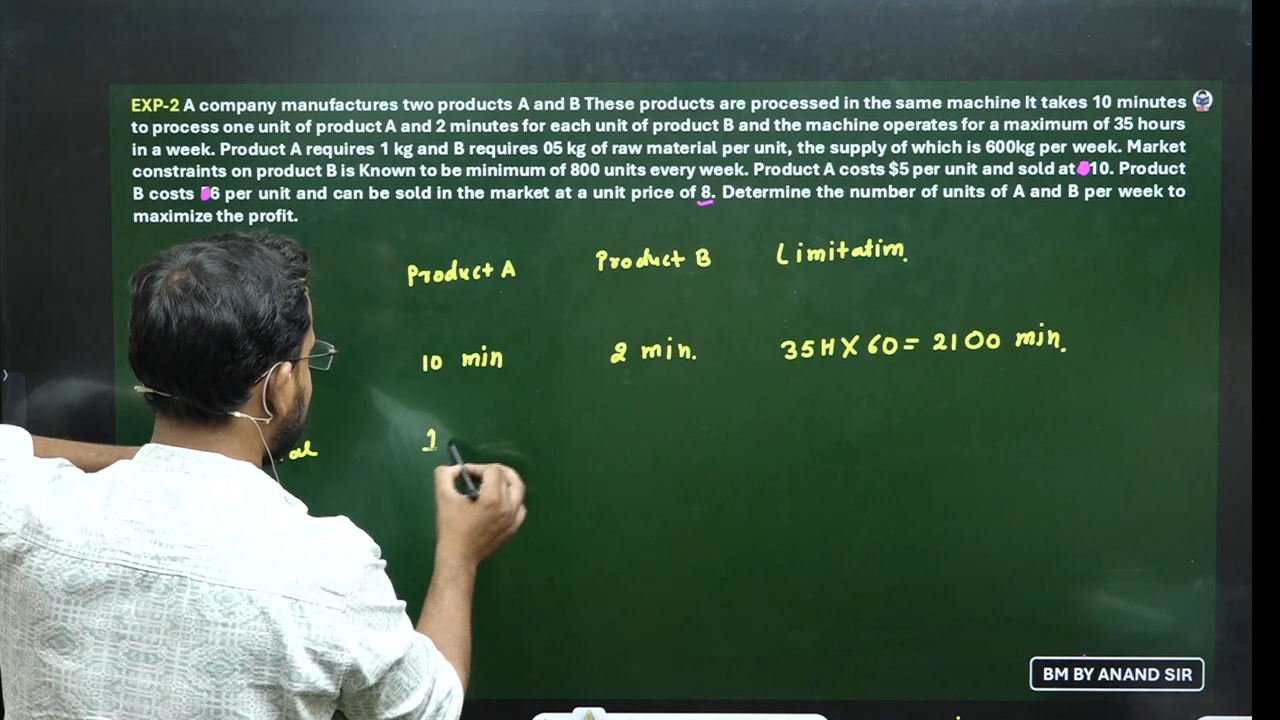 EXP-2 A company manufactures two products A and B These products are processed in the same machine It takes 10 minutes
to process one unit of product A and 2 minutes for each unit of product B and the machine operates for a maximum of 35 hours
in a week. Product A requires 1 kg and B requires 05 kg of raw material per unit, the supply of which is 600kg per week. Market
constraints on product B is Known to be minimum of 800 units every week. Product A costs $5 per unit and sold at 10. Product
B costs 6 per unit and can be sold in the market at a unit price of 8. Determine the number of units of A and B per week to
maximize the profit.
Product A Product B Limitatim.
10 min 2 min. 35H X 60 = 2100 min.
al 1
BM BY ANAND SIR